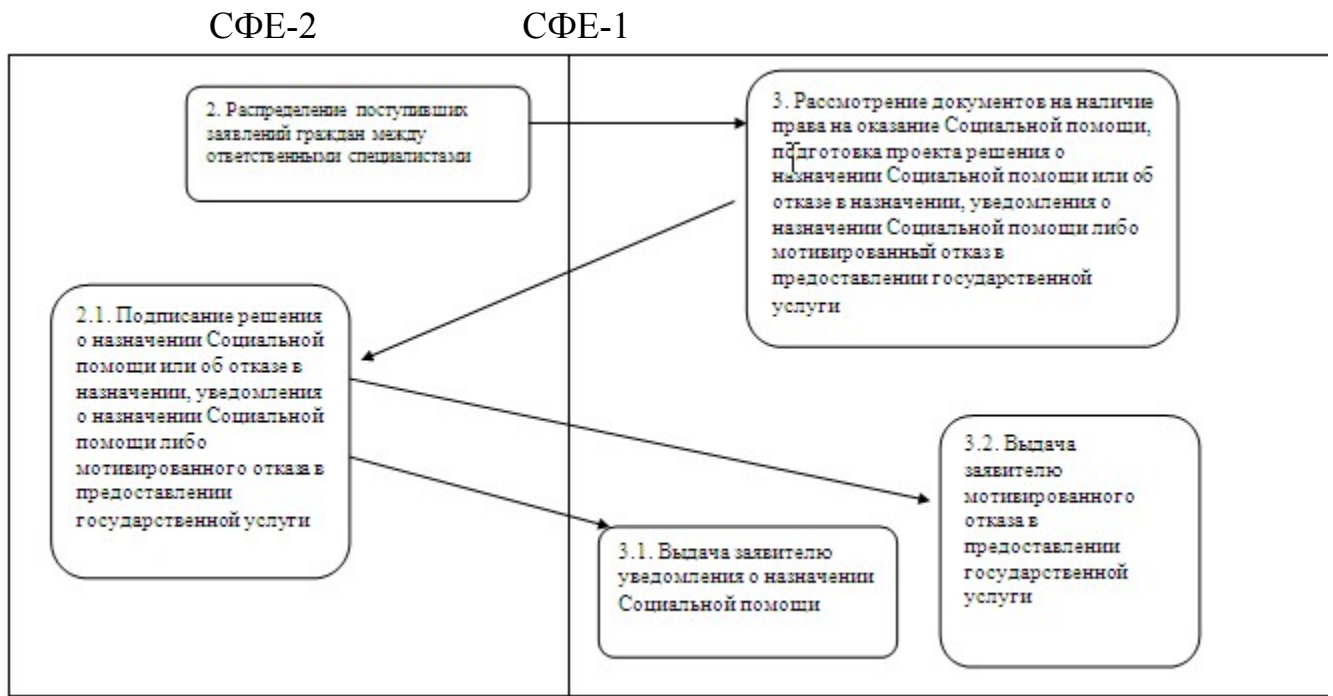 СФЕ-2 СФЕ-1
2. Распределение поступивших
заявлений граждан между
ответственными специалистами
3. Рассмотрение документов на наличие
права на оказание Социальной помощи,
подготовка проекта решения о
назначении Социальной помощи или об
отказе в назначении, уведомления о
назначении Социальной помощи либо
мотивированный отказ в
предоставлении государственной
услуги
2.1. Подписание решения
о назначении Социальной
помощи или об отказе в
назначении, уведомления
о назначении Социальной
помощи либо
мотивированного отказа в
предоставлении
государственной услуги
3.1. Выдача заявителю
уведомления о назначении
Социальной помощи
3.2. Выдача
заявителю
мотивированного
отказа в
предоставлении
государственной
услуги